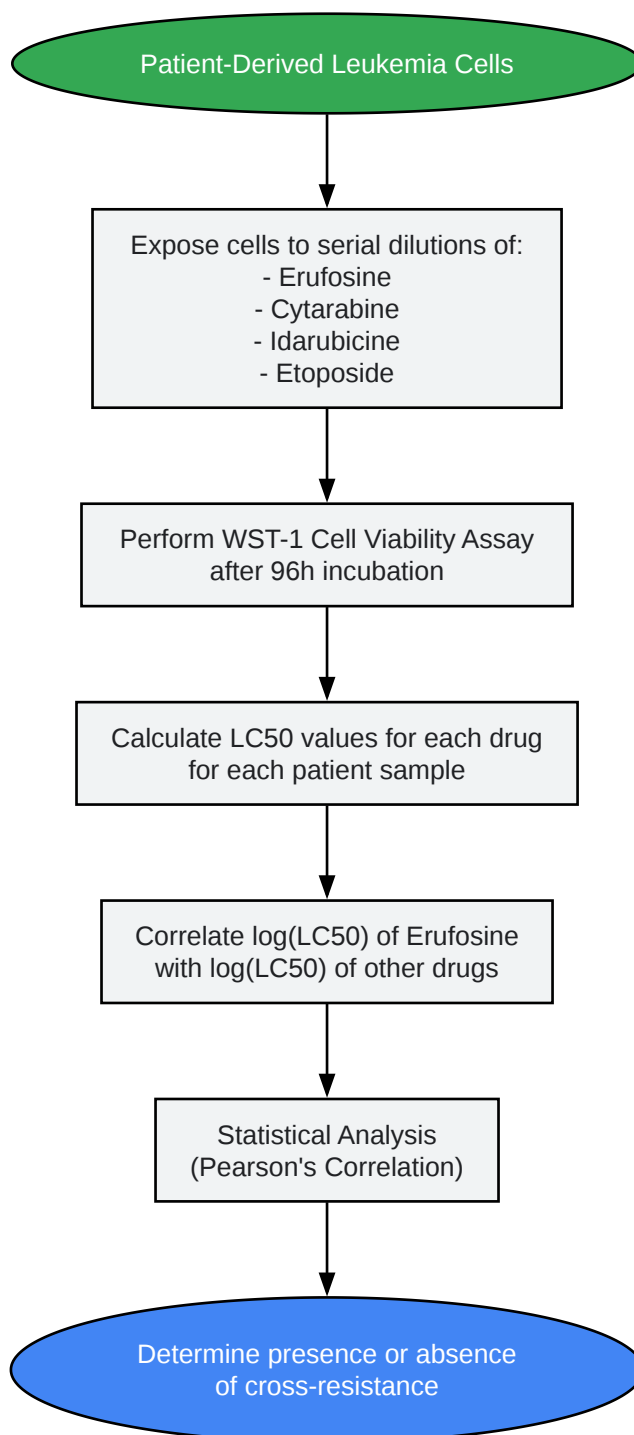 Patient-Derived Leukemia Cells
Expose cells to serial dilutions of:
- Erufosine
- Cytarabine
- Idarubicine
- Etoposide
Perform WST-1 Cell Viability Assay
after 96h incubation
Calculate LC50 values for each drug
for each patient sample
Correlate log(LC50) of Erufosine
with log(LC50) of other drugs
Statistical Analysis
(Pearson's Correlation)
Determine presence or absence
of cross-resistance